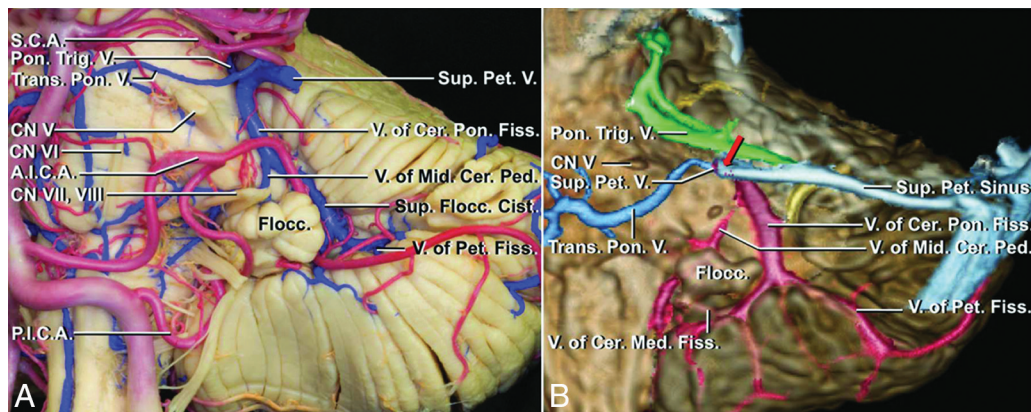 S.C.A.
Pon. Trig. V.
Trans. Pon. V.
Sup. Pet. V.
CN V
V. of Cer. Pon. Fiss.
CN VI
A.I.C.A.
V. of Mid. Cer. Ped.
CN VII, VIII
Sup. Flocc. Cist.
Flocc.
V. of Pet. Fiss.
P.I.C.A.
A
Pon. Trig. V.
CN V
Sup. Pet. V.
Sup. Pet. Sinus
V. of Cer. Pon. Fiss.
Trans. Pon. V.
V. of Mid. Cer. Ped.
Flocc.
V. of Pet. Fiss.
V. of Cer. Med. Fiss.
B